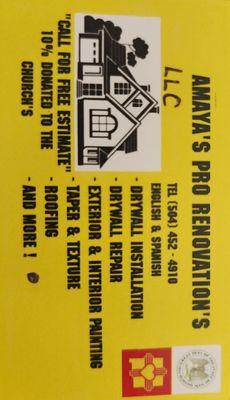 AMAYA'S PRO RENOVATION'S
LLC
TEL (504) 452 - 4910
ENGLISH & SPANISH
- DRYWALL INSTALLATION
- DRYWALL REPAIR
- EXTERIOR & INTERIOR PAINTING
- TAPER & TEXTURE
- ROOFING
- AND MORE !
"CALL FOR FREE ESTIMATE"
10% DONATED TO THE
CHURCH'S